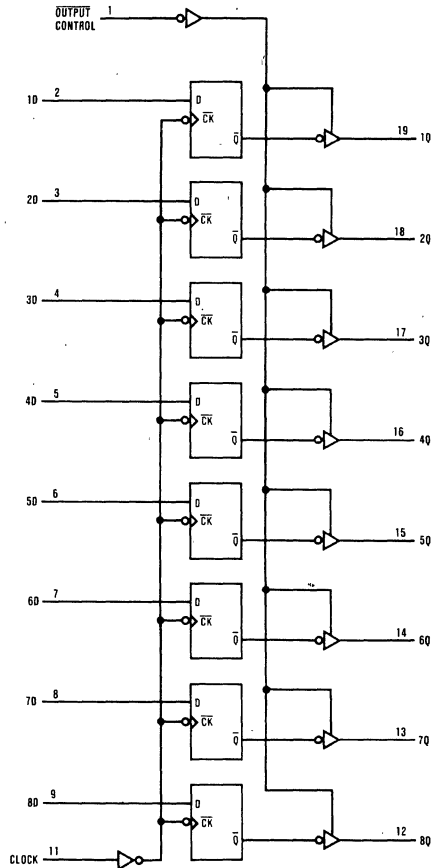 OUTPUT CONTROL 1
1D 2 D CK Q 19 1Q
2D 3 D CK Q 18 2Q
3D 4 D CK Q 17 3Q
4D 5 D CK Q 16 4Q
5D 6 D CK Q 15 5Q
6D 7 D CK Q 14 6Q
7D 8 D CK Q 13 7Q
8D 9 D CK Q 12 8Q
CLOCK 11